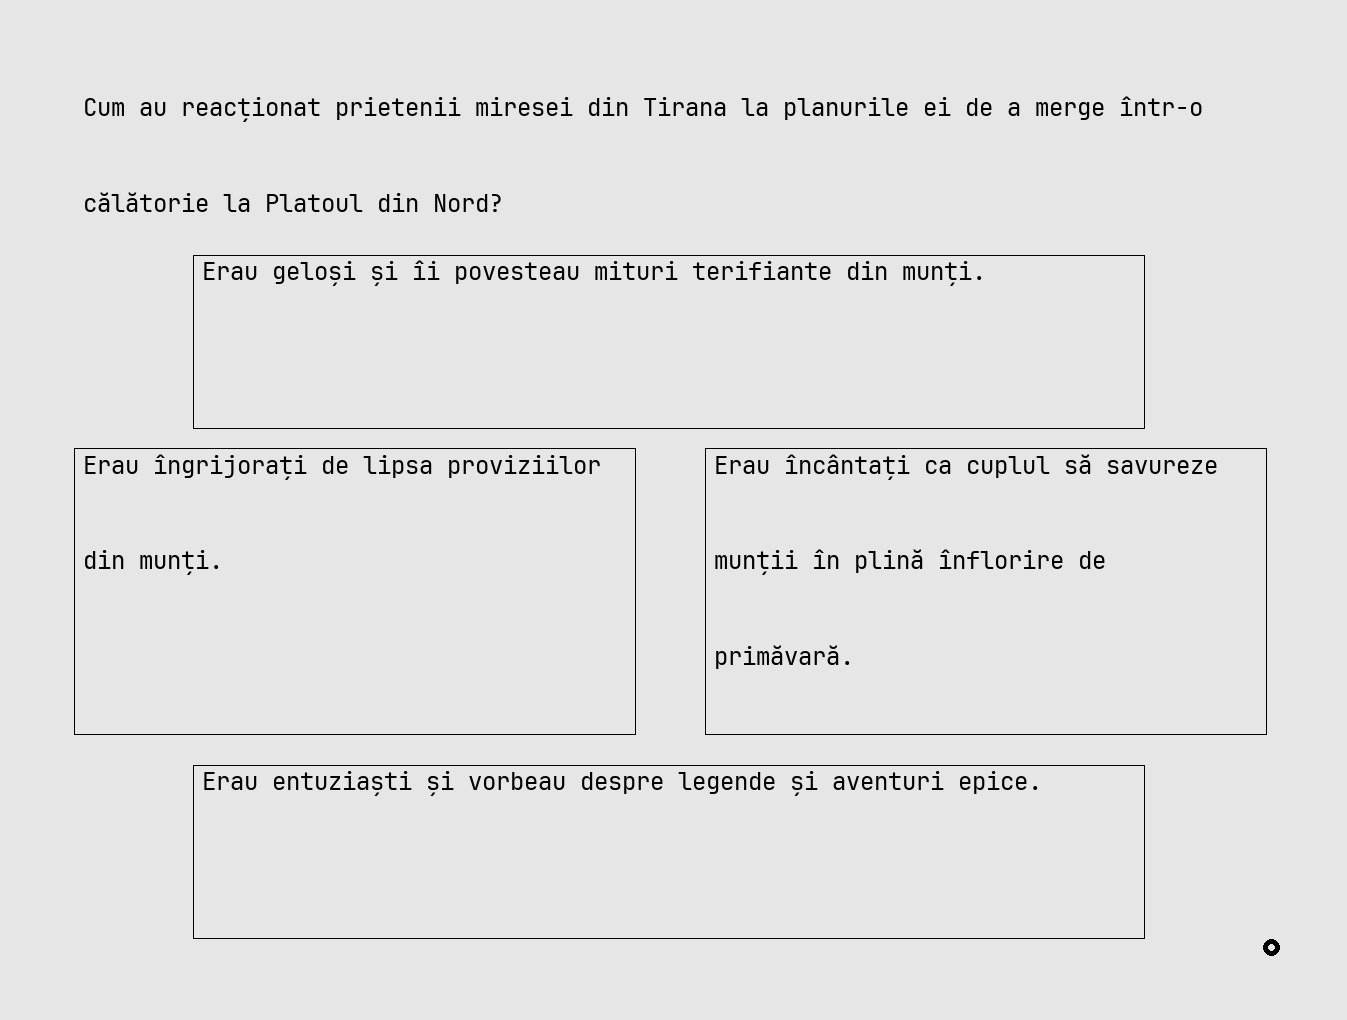 Cum au reacționat prietenii miresei din Tirana la planurile ei de a merge într-o
călătorie la Platoul din Nord?
Erau geloși și îi povesteau mituri terifiante din munți.
Erau îngrijorați de lipsa proviziilor
din munți.
Erau încântați ca cuplul să savureze
munții în plină înflorire de
primăvară.
Erau entuziaști și vorbeau despre legende și aventuri epice.